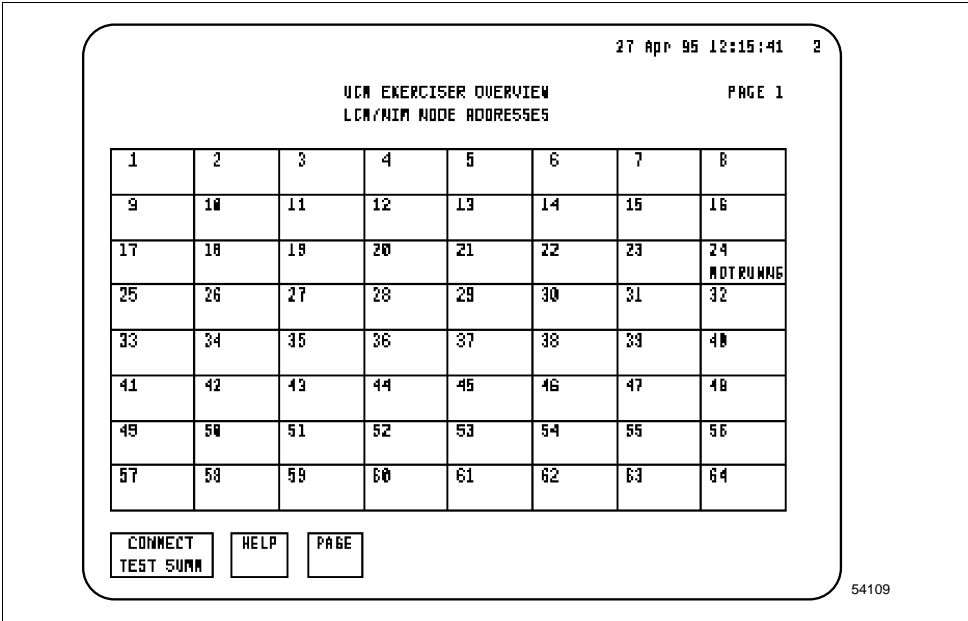 27 Apr 95 12:15:41 2
UCN EXERCISER OVERVIEW PAGE 1
LCN/NIM NODE ADDRESSES
1 2 3 4 5 6 7 8
9 10 11 12 13 14 15 16
17 18 19 20 21 22 23 24
NOTRUNNG
25 26 27 28 29 30 31 32
33 34 35 36 37 38 39 40
41 42 43 44 45 46 47 48
49 50 51 52 53 54 55 56
57 58 59 60 61 62 63 64
CONNECT HELP PAGE
TEST SUMM
54109